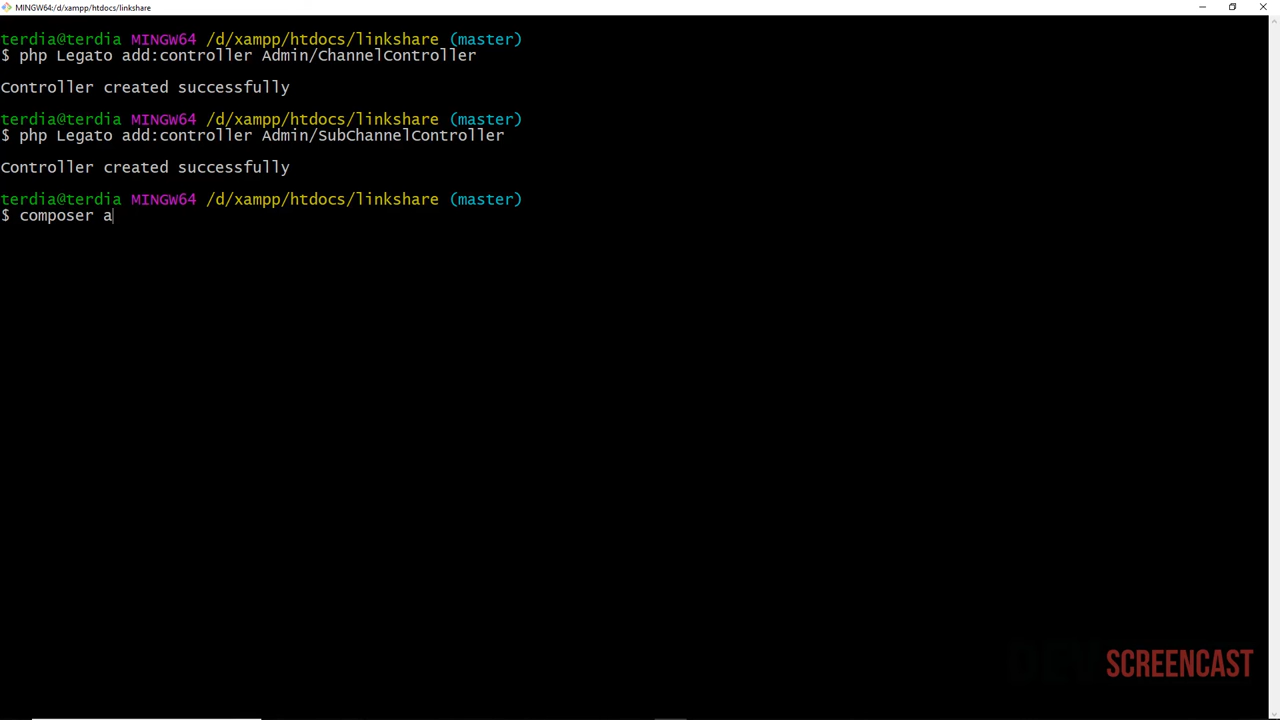 MINGW64:/d/xampp/htdocs/linkshare
terdia@terdia MINGW64 /d/xampp/htdocs/linkshare (master)
$ php Legato add:controller Admin/ChannelController
Controller created successfully
terdia@terdia MINGW64 /d/xampp/htdocs/linkshare (master)
$ php Legato add:controller Admin/SubChannelController
Controller created successfully
terdia@terdia MINGW64 /d/xampp/htdocs/linkshare (master)
$ composer a
SCREENCAST